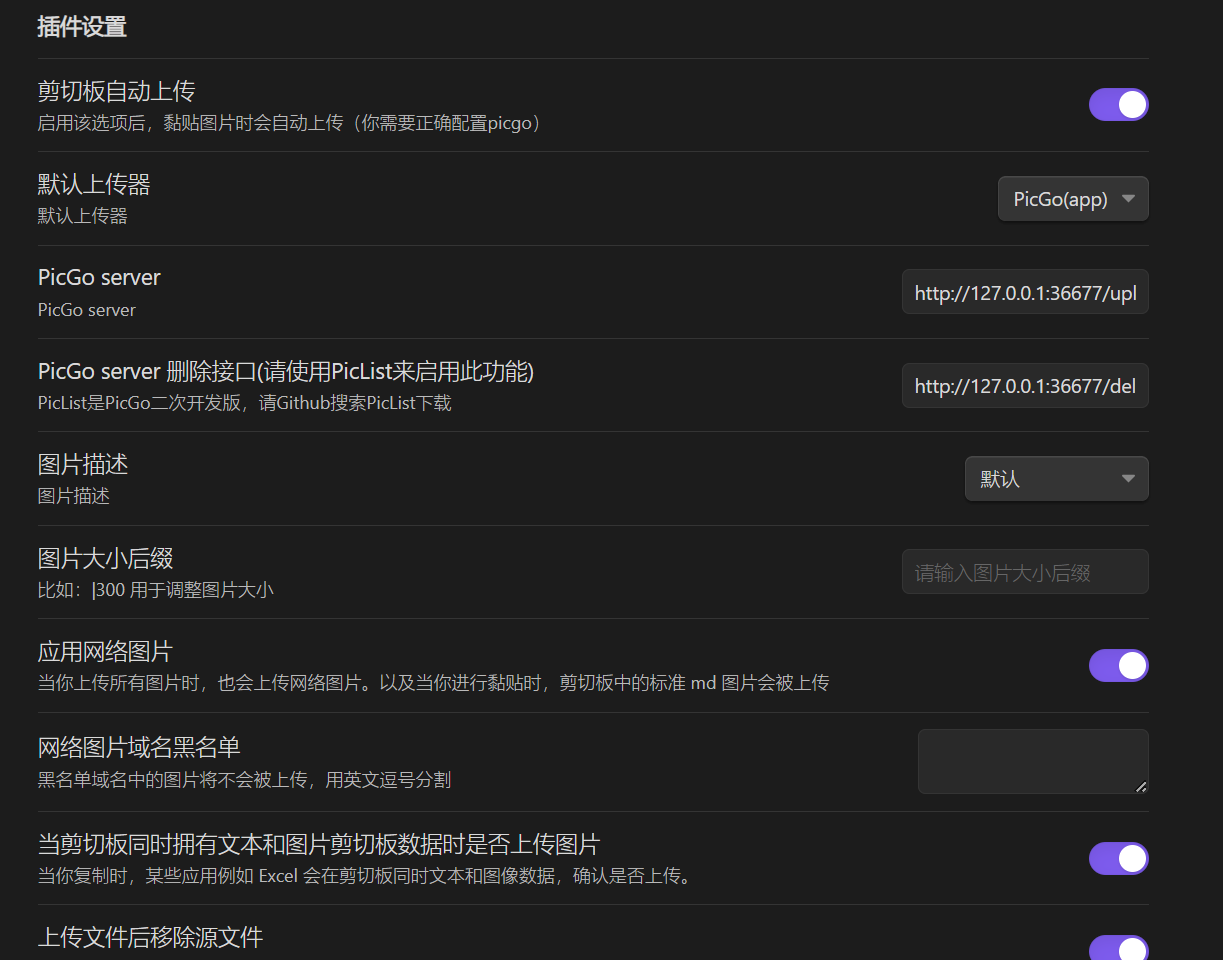 插件设置
剪切板自动上传
启用该选项后，黏贴图片时会自动上传（你需要正确配置picgo）
默认上传器
默认上传器
PicGo(app)
PicGo server
PicGo server
http://127.0.0.1:36677/upl
PicGo server 删除接口(请使用PicList来启用此功能)
PicList是PicGo二次开发版，请Github搜索PicList下载
http://127.0.0.1:36677/del
图片描述
图片描述
默认
图片大小后缀
比如：|300 用于调整图片大小
请输入图片大小后缀
应用网络图片
当你上传所有图片时，也会上传网络图片。以及当你进行黏贴时，剪切板中的标准 md 图片会被上传
网络图片域名黑名单
黑名单域名中的图片将不会被上传，用英文逗号分割
当剪切板同时拥有文本和图片剪切板数据时是否上传图片
当你复制时，某些应用例如 Excel 会在剪切板同时文本和图像数据，确认是否上传。
上传文件后移除源文件